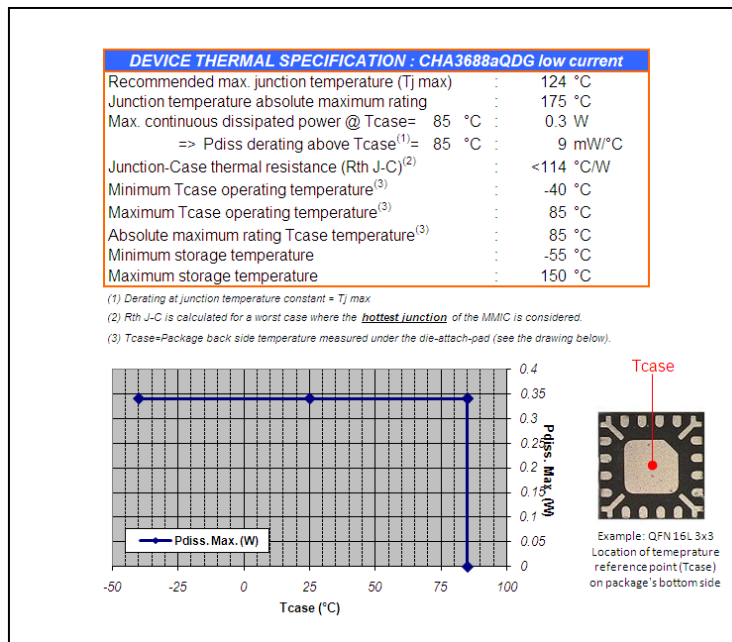 DEVICE THERMAL SPECIFICATION : CHA3688aQDG low current
Recommended max. junction temperature (Tj max) : 124 °C
Junction temperature absolute maximum rating : 175 °C
Max. continuous dissipated power @ Tcase= 85 °C : 0.3 W
=> Pdiss derating above Tcase(1)= 85 °C : 9 mW/°C
Junction-Case thermal resistance (Rth J-C)(2) : <114 °C/W
Minimum Tcase operating temperature(3) : -40 °C
Maximum Tcase operating temperature(3) : 85 °C
Absolute maximum rating Tcase temperature(3) : 85 °C
Minimum storage temperature : -55 °C
Maximum storage temperature : 150 °C
(1) Derating at junction temperature constant = Tj max
(2) Rth J-C is calculated for a worst case where the hottest junction of the MMIC is considered.
(3) Tcase=Package back side temperature measured under the die-attach-pad (see the drawing below).
0.4
0.35
0.3
0.25
0.2
0.15
0.1
0.05
0
Pdiss. Max. (W)
Pdiss. Max. (W)
-50 -25 0 25 50 75 100
Tcase (°C)
Tcase
Example: QFN 16L 3x3
Location of temeprature
reference point (Tcase)
on package's bottom side